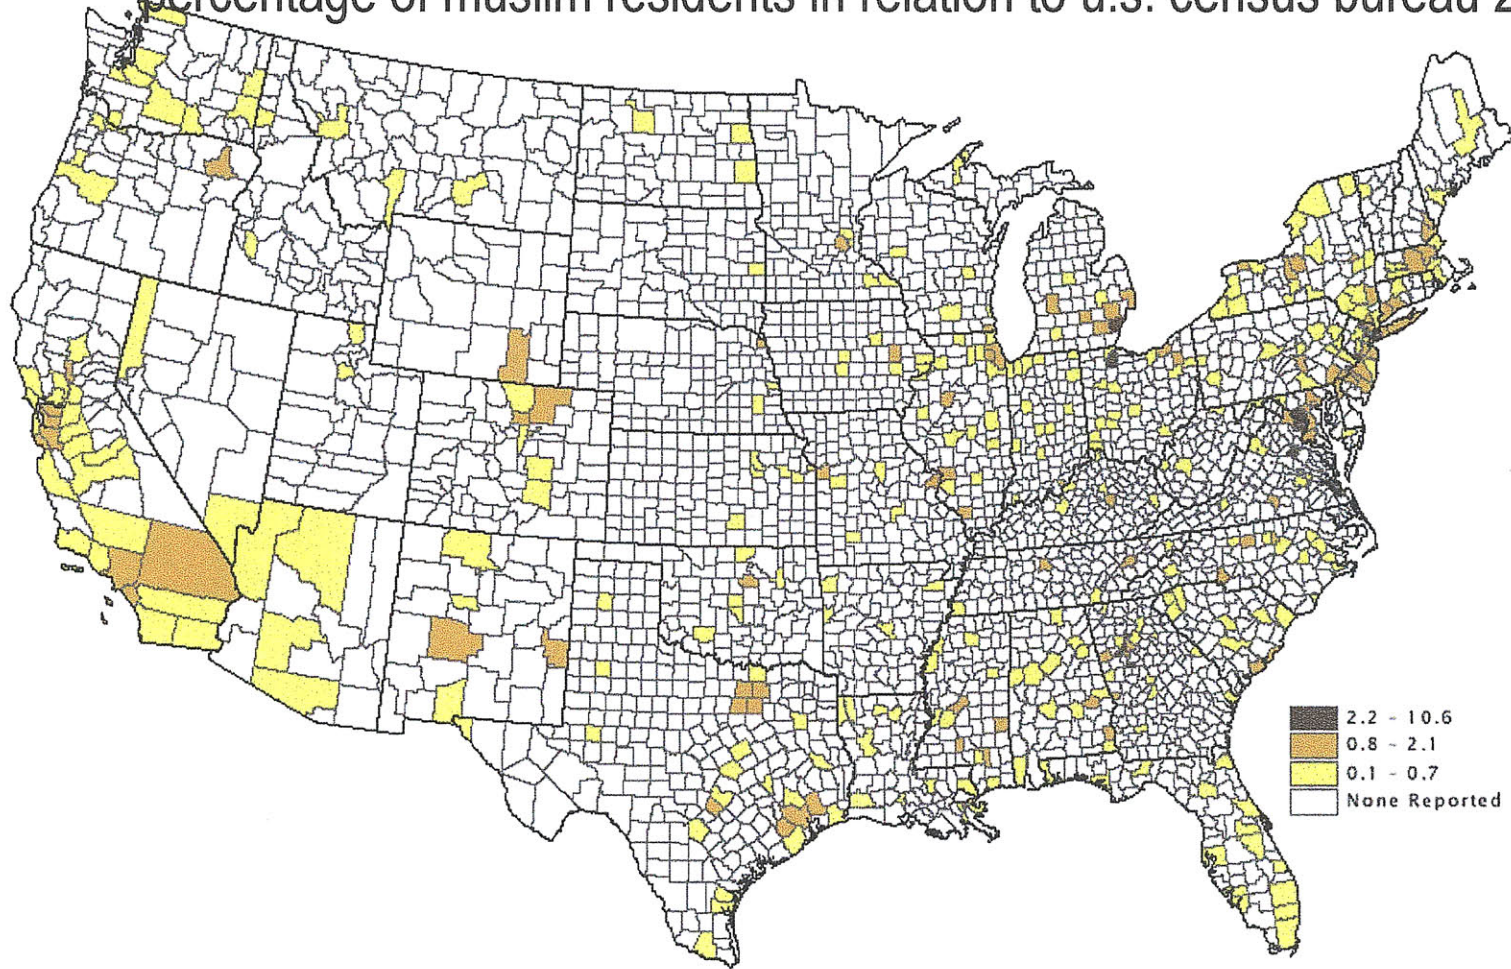 percentage of muslim residents in relation to u.s. census bureau 2
2.2 - 10.6
0.8 - 2.1
0.1 - 0.7
None Reported